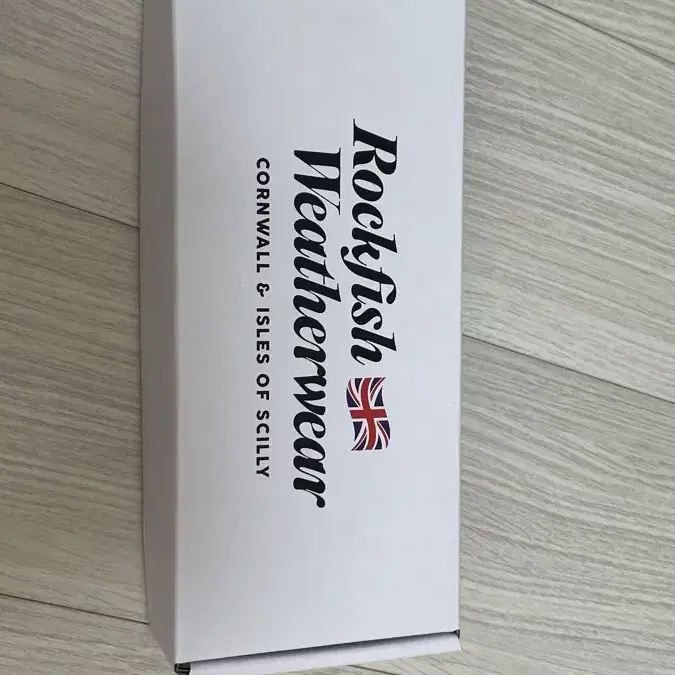 Rockfish
Weatherwear
CORNWALL & ISLES OF SCILLY